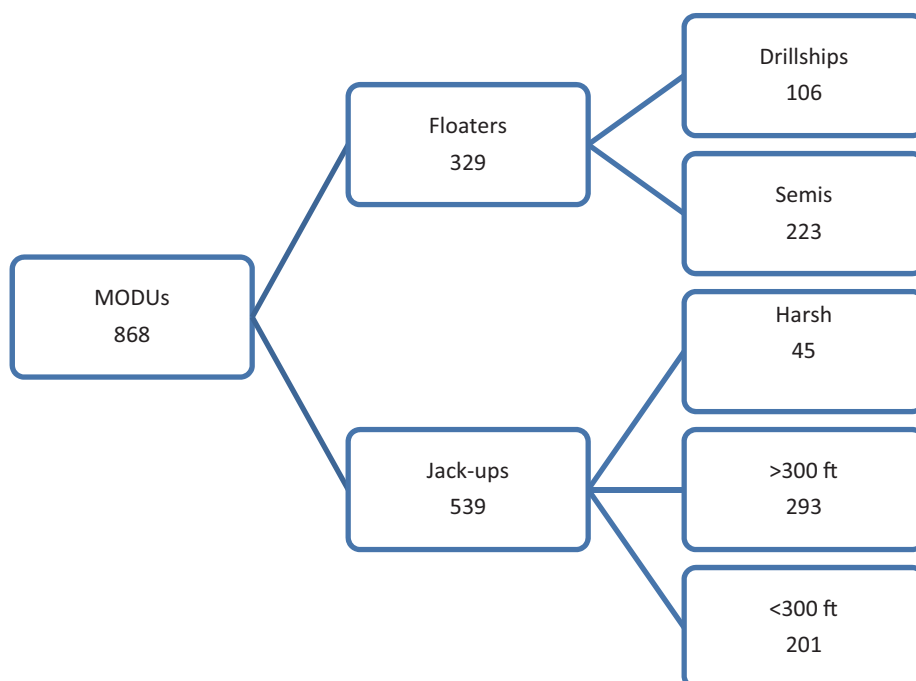 MODUs
868
Floaters
329
Drillships
106
Semis
223
Jack-ups
539
Harsh
45
>300 ft
293
<300 ft
201